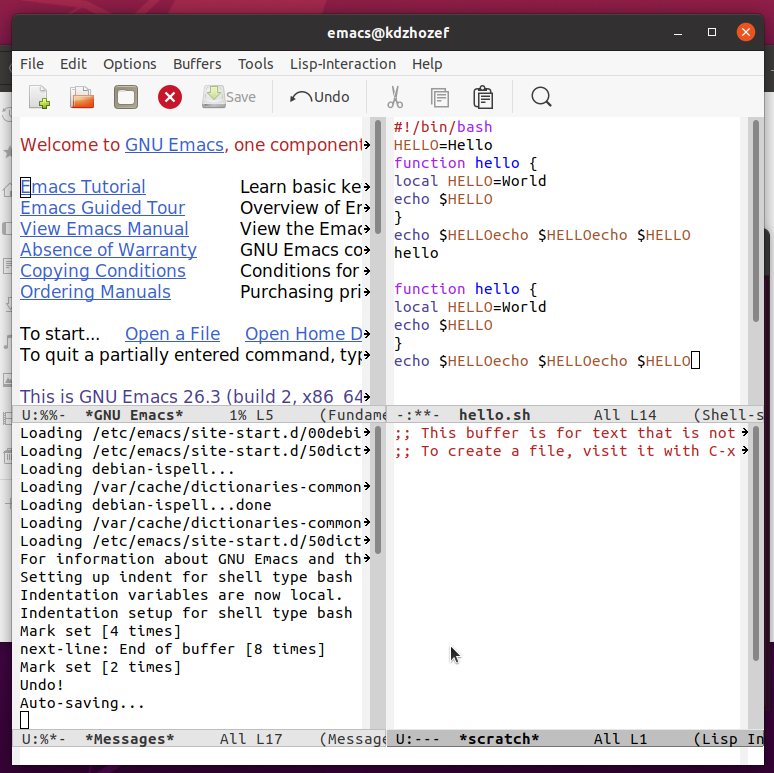 emacs@kdzhozef
File Edit Options Buffers Tools Lisp-Interaction Help
Save Undo
Welcome to GNU Emacs, one component
Emacs Tutorial Learn basic ke
Emacs Guided Tour Overview of Em
View Emacs Manual View the Emac
Absence of Warranty GNU Emacs co
Copying Conditions Conditions for
Ordering Manuals Purchasing pri
To start... Open a File Open Home D
To quit a partially entered command, typ
This is GNU Emacs 26.3 (build 2, x86_64
U:%%- *GNU Emacs* 1% L5 (Fundame
#!/bin/bash
HELLO=Hello
function hello {
local HELLO=World
echo $HELLO
}
echo $HELLOecho $HELLOecho $HELLO
hello
function hello {
local HELLO=World
echo $HELLO
}
echo $HELLOecho $HELLOecho $HELLO
-:**- hello.sh All L14 (Shell-s
Loading /etc/emacs/site-start.d/00debi
Loading /etc/emacs/site-start.d/50dict
Loading debian-ispell...
Loading /var/cache/dictionaries-common
Loading debian-ispell...done
Loading /var/cache/dictionaries-common
Loading /etc/emacs/site-start.d/50dict
For information about GNU Emacs and th
Setting up indent for shell type bash
Indentation variables are now local.
Indentation setup for shell type bash
Mark set [4 times]
next-line: End of buffer [8 times]
Mark set [2 times]
Undo!
Auto-saving...
U:%*- *Messages* All L17 (Message
;; This buffer is for text that is not
;; To create a file, visit it with C-x
U:--- *scratch* All L1 (Lisp In